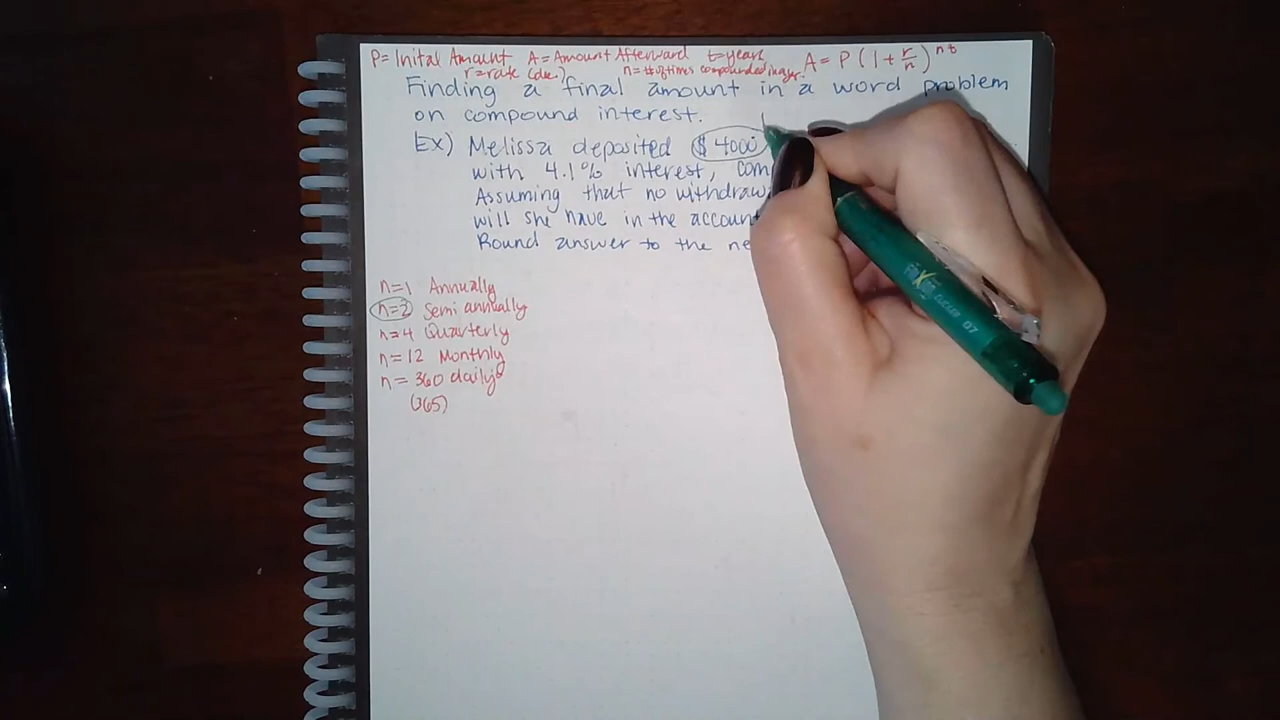 P=Inital Amount A=Amount Afterward t=years A= P(1+r/n)^nt
r=rate (dec.) n=# of times compounded in a yr.
Finding a final amount in a word problem
on compound interest.
Ex) Melissa deposited $4000
with 4.1% interest, com
Assuming that no withdraw
will she have in the account
Round answer to the ne
n=1 Annually
n=2 Semi annually
n=4 Quarterly
n=12 Monthly
n=360 daily
(365)
07